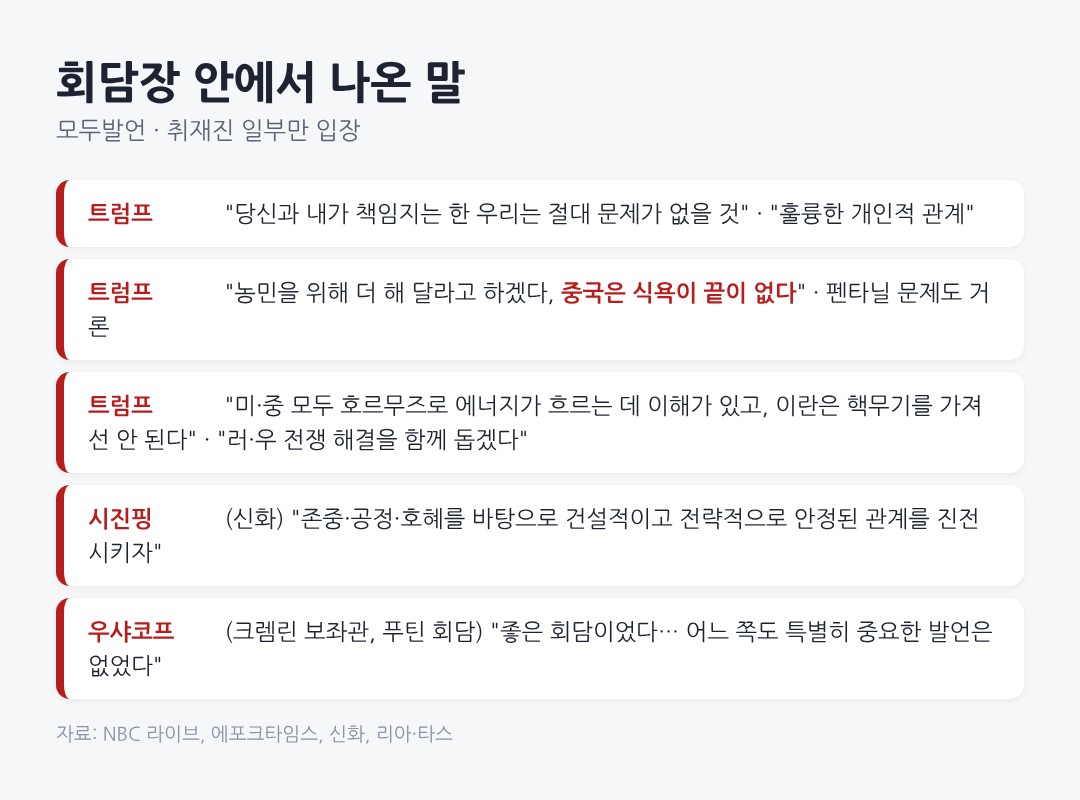 회담장 안에서 나온 말
모두발언 · 취재진 일부만 입장
트럼프 "당신과 내가 책임지는 한 우리는 절대 문제가 없을 것" · "훌륭한 개인적 관계"
트럼프 "농민을 위해 더 해 달라고 하겠다, 중국은 식욕이 끝이 없다" · 펜타닐 문제도 거
론
트럼프 "미·중 모두 호르무즈로 에너지가 흐르는 데 이해가 있고, 이란은 핵무기를 가져
선 안 된다" · "러·우 전쟁 해결을 함께 돕겠다"
시진핑 (신화) "존중·공정·호혜를 바탕으로 건설적이고 전략적으로 안정된 관계를 진전
시키자"
우샤코프 (크렘린 보좌관, 푸틴 회담) "좋은 회담이었다… 어느 쪽도 특별히 중요한 발언은
없었다"
자료: NBC 라이브, 에포크타임스, 신화, 리아·타스